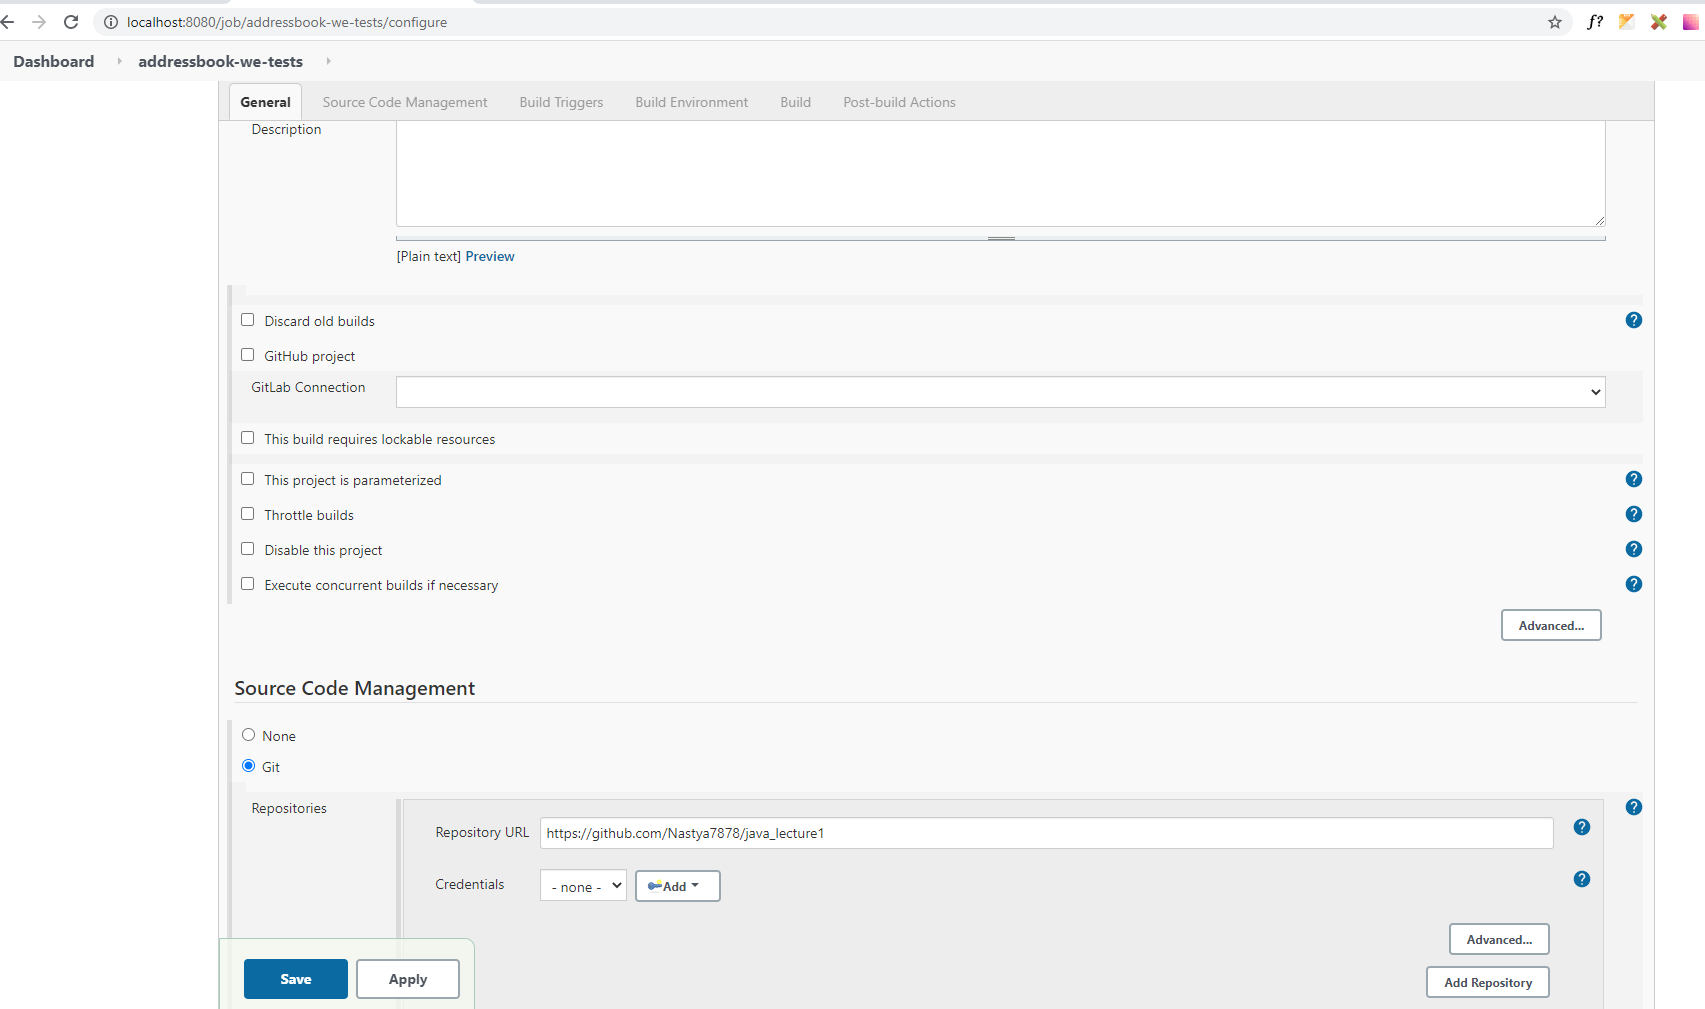 localhost:8080/job/addressbook-we-tests/configure
f?
Dashboard addressbook-we-tests
General Source Code Management Build Triggers Build Environment Build Post-build Actions
Description
[Plain text] Preview
Discard old builds
?
GitHub project
GitLab Connection
This build requires lockable resources
This project is parameterized
?
Throttle builds
?
Disable this project
?
Execute concurrent builds if necessary
?
Advanced...
Source Code Management
None
Git
Repositories
?
Repository URL https://github.com/Nastya7878/java_lecture1
?
Credentials - none - Add
?
Advanced...
Save Apply
Add Repository